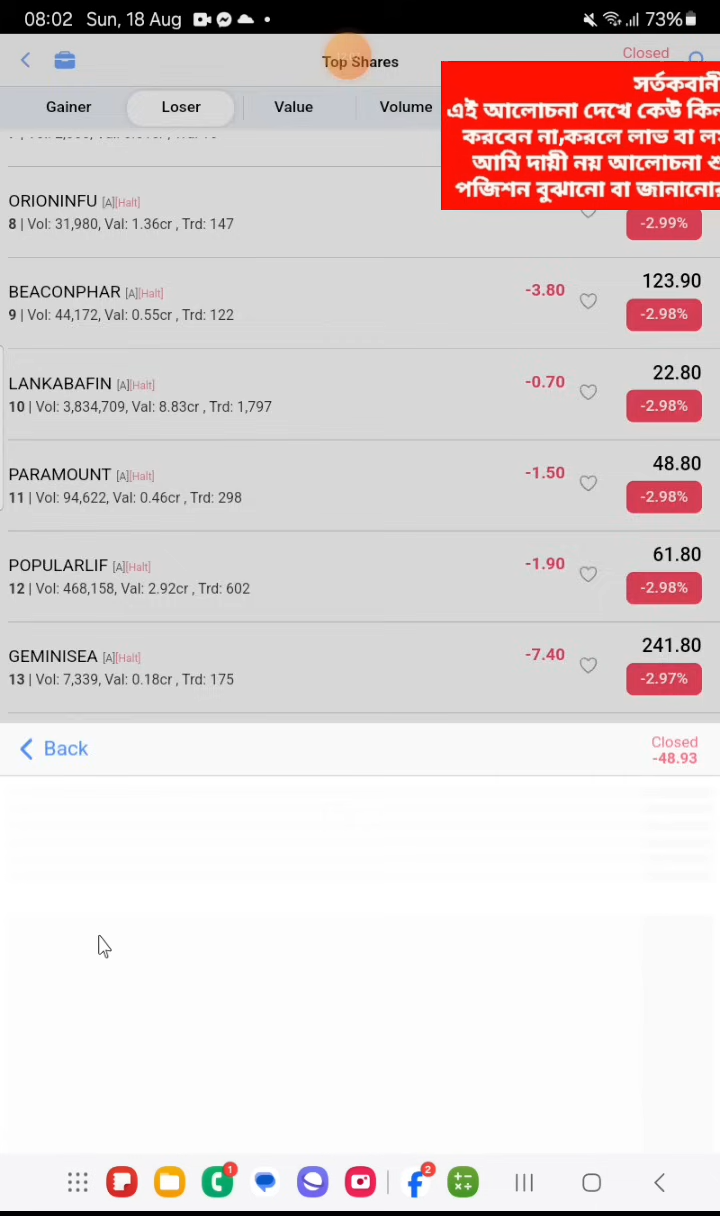 08:02 Sun, 18 Aug
73%
Top Shares
Closed
Gainer
Loser
Value
Volume
সর্তকবানী
এই আলোচনা দেখে কেউ কিন
করবেন না,করলে লাভ বা ল
আমি দায়ী নয় আলোচনা শু
পজিশন বুঝানো বা জানানোর
ORIONINFU [A][Halt]
8 | Vol: 31,980, Val: 1.36cr , Trd: 147
-2.99%
BEACONPHAR [A][Halt]
9 | Vol: 44,172, Val: 0.55cr , Trd: 122
-3.80
123.90
-2.98%
LANKABAFIN [A][Halt]
10 | Vol: 3,834,709, Val: 8.83cr , Trd: 1,797
-0.70
22.80
-2.98%
PARAMOUNT [A][Halt]
11 | Vol: 94,622, Val: 0.46cr , Trd: 298
-1.50
48.80
-2.98%
POPULARLIF [A][Halt]
12 | Vol: 468,158, Val: 2.92cr , Trd: 602
-1.90
61.80
-2.98%
GEMINISEA [A][Halt]
13 | Vol: 7,339, Val: 0.18cr , Trd: 175
-7.40
241.80
-2.97%
Back
Closed
-48.93
1
2